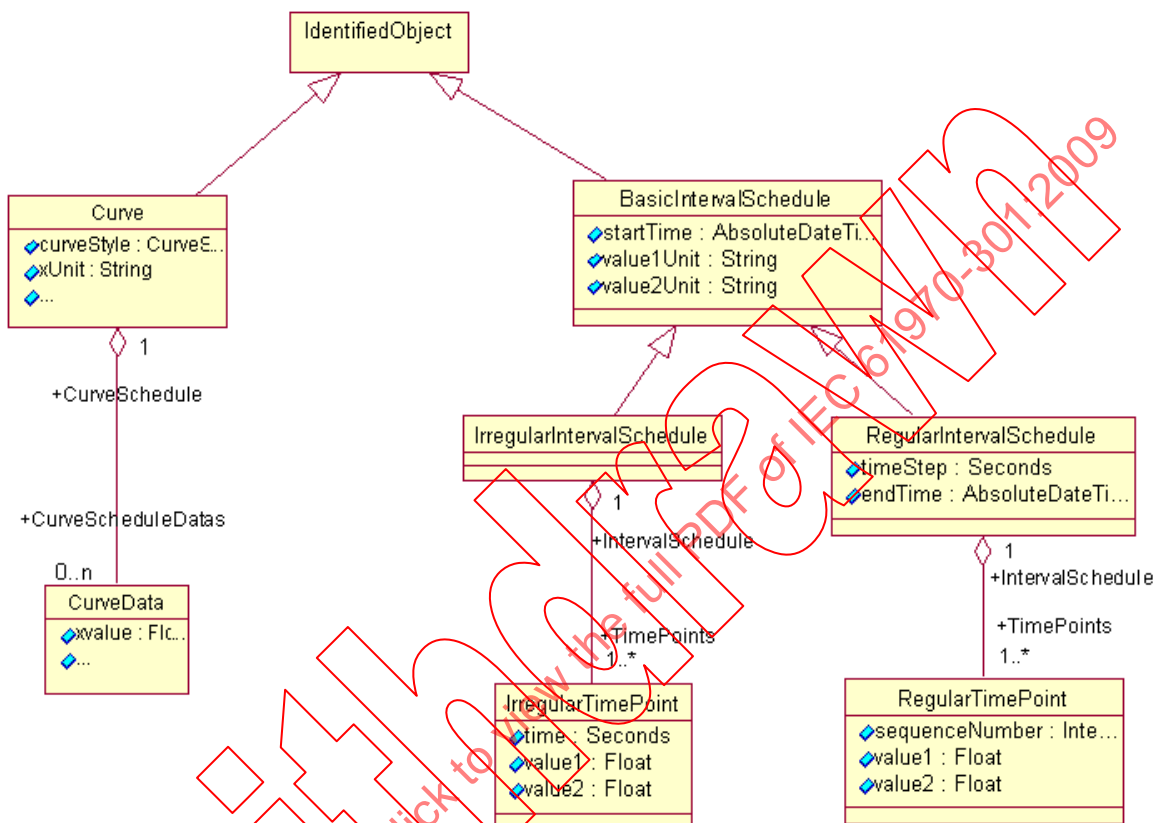 IdentifiedObject
Curve
curveStyle : CurveS...
xUnit : String
...
BasicIntervalSchedule
startTime : AbsoluteDateTi...
value1Unit : String
value2Unit : String
1
+CurveSchedule
+CurveScheduleDatas
0..n
CurveData
xvalue : Flo...
...
IrregularIntervalSchedule
1
+IntervalSchedule
+TimePoints
1..*
IrregularTimePoint
time : Seconds
value1 : Float
value2 : Float
RegularIntervalSchedule
timeStep : Seconds
endTime : AbsoluteDateTi...
1
+IntervalSchedule
+TimePoints
1..*
RegularTimePoint
sequenceNumber : Inte...
value1 : Float
value2 : Float
ithdrawn
click to view the full PDF of IEC 61970-301:2009